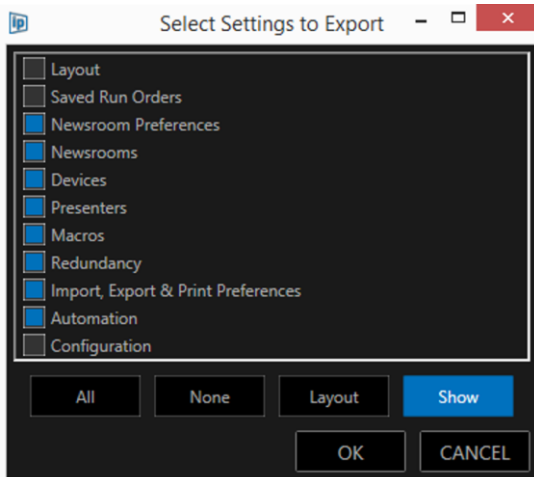 ip
Select Settings to Export
Layout
Saved Run Orders
Newsroom Preferences
Newsrooms
Devices
Presenters
Macros
Redundancy
Import, Export & Print Preferences
Automation
Configuration
All None Layout Show
OK CANCEL